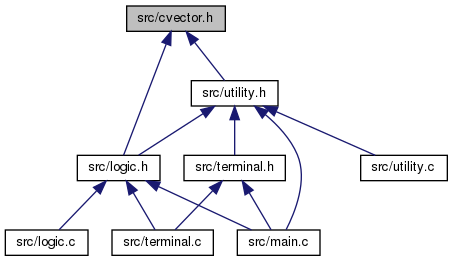 src/cvector.h
src/utility.h
src/logic.h
src/terminal.h
src/utility.c
src/logic.c
src/terminal.c
src/main.c